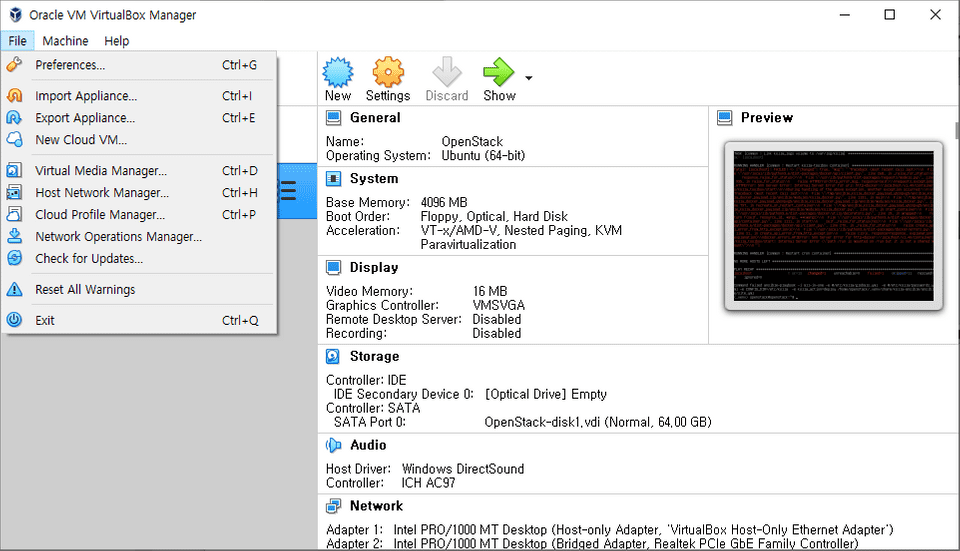 Oracle VM VirtualBox Manager
File Machine Help
Preferences... Ctrl+G
Import Appliance... Ctrl+I
Export Appliance... Ctrl+E
New Cloud VM...
Virtual Media Manager... Ctrl+D
Host Network Manager... Ctrl+H
Cloud Profile Manager... Ctrl+P
Network Operations Manager...
Check for Updates...
Reset All Warnings
Exit Ctrl+Q
New Settings Discard Show
General
Name: OpenStack
Operating System: Ubuntu (64-bit)
System
Base Memory: 4096 MB
Boot Order: Floppy, Optical, Hard Disk
Acceleration: VT-x/AMD-V, Nested Paging, KVM
Paravirtualization
Display
Video Memory: 16 MB
Graphics Controller: VMSVGA
Remote Desktop Server: Disabled
Recording: Disabled
Preview
Storage
Controller: IDE
IDE Secondary Device 0: [Optical Drive] Empty
Controller: SATA
SATA Port 0: OpenStack-disk1.vdi (Normal, 64.00 GB)
Audio
Host Driver: Windows DirectSound
Controller: ICH AC97
Network
Adapter 1: Intel PRO/1000 MT Desktop (Host-only Adapter, 'VirtualBox Host-Only Ethernet Adapter')
Adapter 2: Intel PRO/1000 MT Desktop (Bridged Adapter, Realtek PCIe GbE Family Controller)